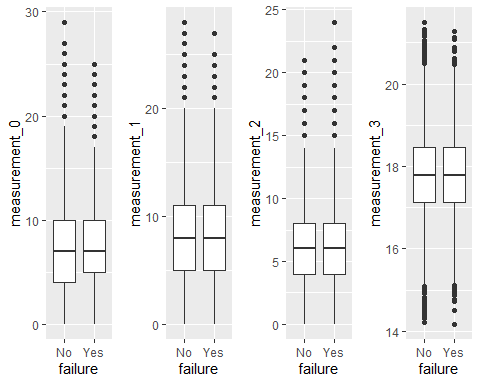 measurement_0
30
20
10
0
No Yes
failure
measurement_1
20
10
0
No Yes
failure
measurement_2
25
20
15
10
5
0
No Yes
failure
measurement_3
20
18
16
14
No Yes
failure